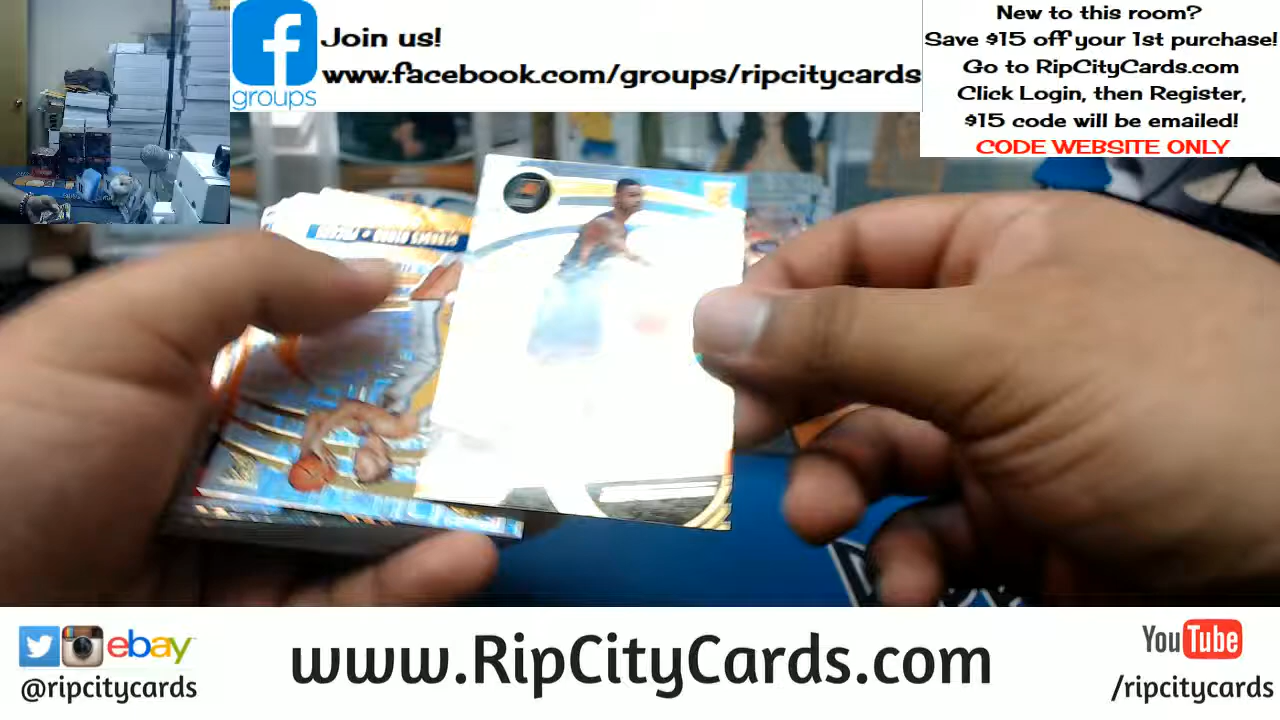 Join us!
www.facebook.com/groups/ripcitycards
groups
New to this room?
Save $15 off your 1st purchase!
Go to RipCityCards.com
Click Login, then Register,
$15 code will be emailed!
CODE WEBSITE ONLY
ebay
@ripcitycards
www.RipCityCards.com
YouTube
/ripcitycards